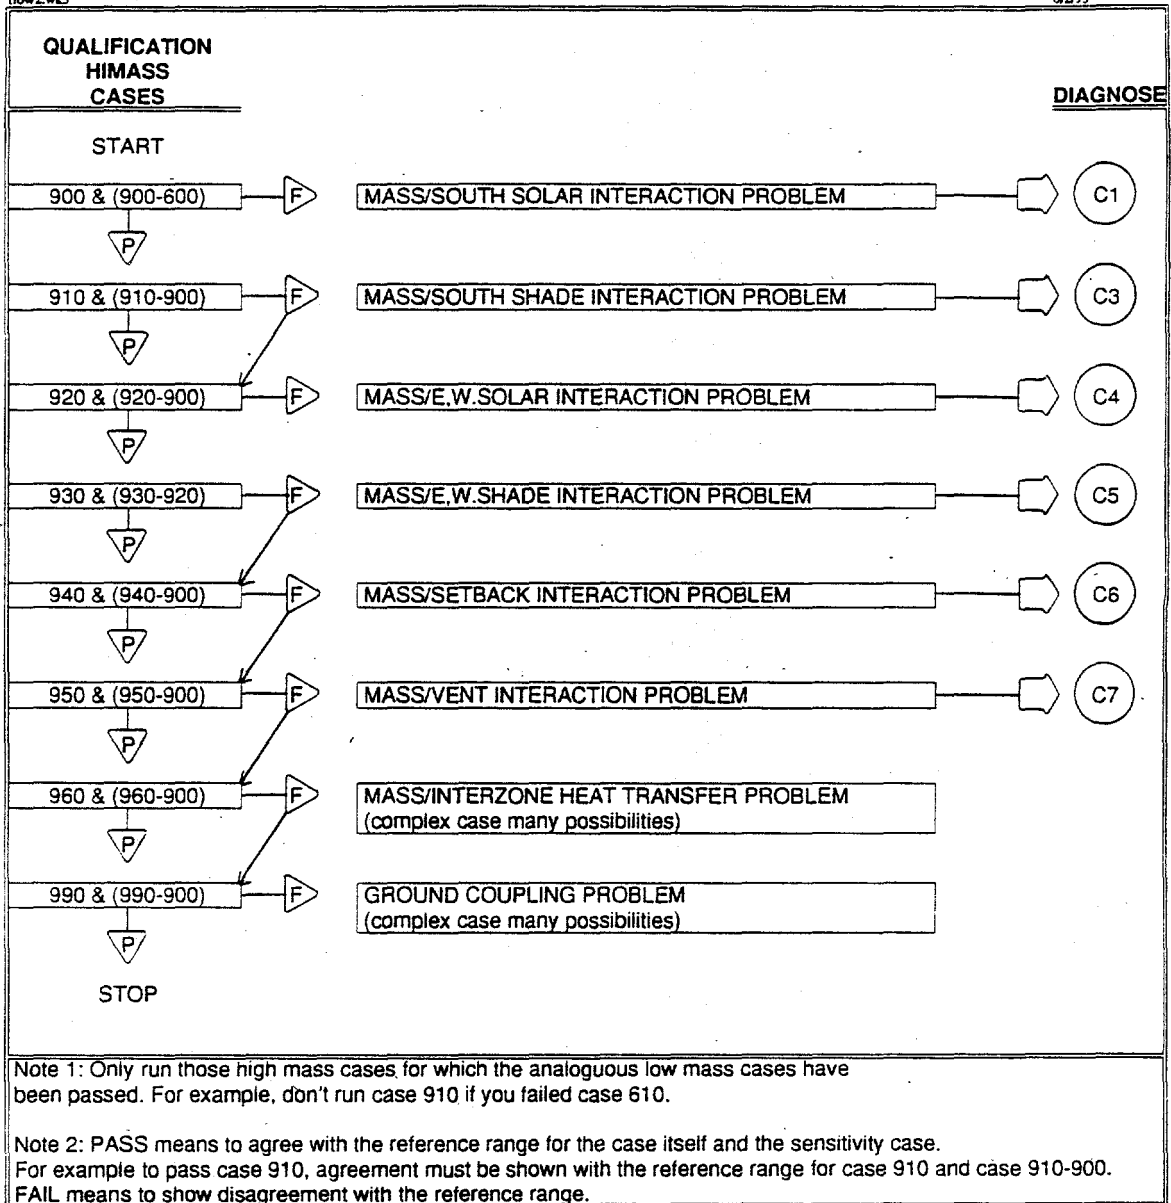 QUALIFICATION
HIMASS
CASES
DIAGNOSE
START
900 & (900-600) F MASS/SOUTH SOLAR INTERACTION PROBLEM C1
P
910 & (910-900) F MASS/SOUTH SHADE INTERACTION PROBLEM C3
P
920 & (920-900) F MASS/E,W.SOLAR INTERACTION PROBLEM C4
P
930 & (930-920) F MASS/E,W.SHADE INTERACTION PROBLEM C5
P
940 & (940-900) F MASS/SETBACK INTERACTION PROBLEM C6
P
950 & (950-900) F MASS/VENT INTERACTION PROBLEM C7
P
960 & (960-900) F MASS/INTERZONE HEAT TRANSFER PROBLEM
(complex case many possibilities)
P
990 & (990-900) F GROUND COUPLING PROBLEM
(complex case many possibilities)
P
STOP
Note 1: Only run those high mass cases for which the analoguous low mass cases have
been passed. For example, don't run case 910 if you failed case 610.
Note 2: PASS means to agree with the reference range for the case itself and the sensitivity case.
For example to pass case 910, agreement must be shown with the reference range for case 910 and case 910-900.
FAIL means to show disagreement with the reference range.